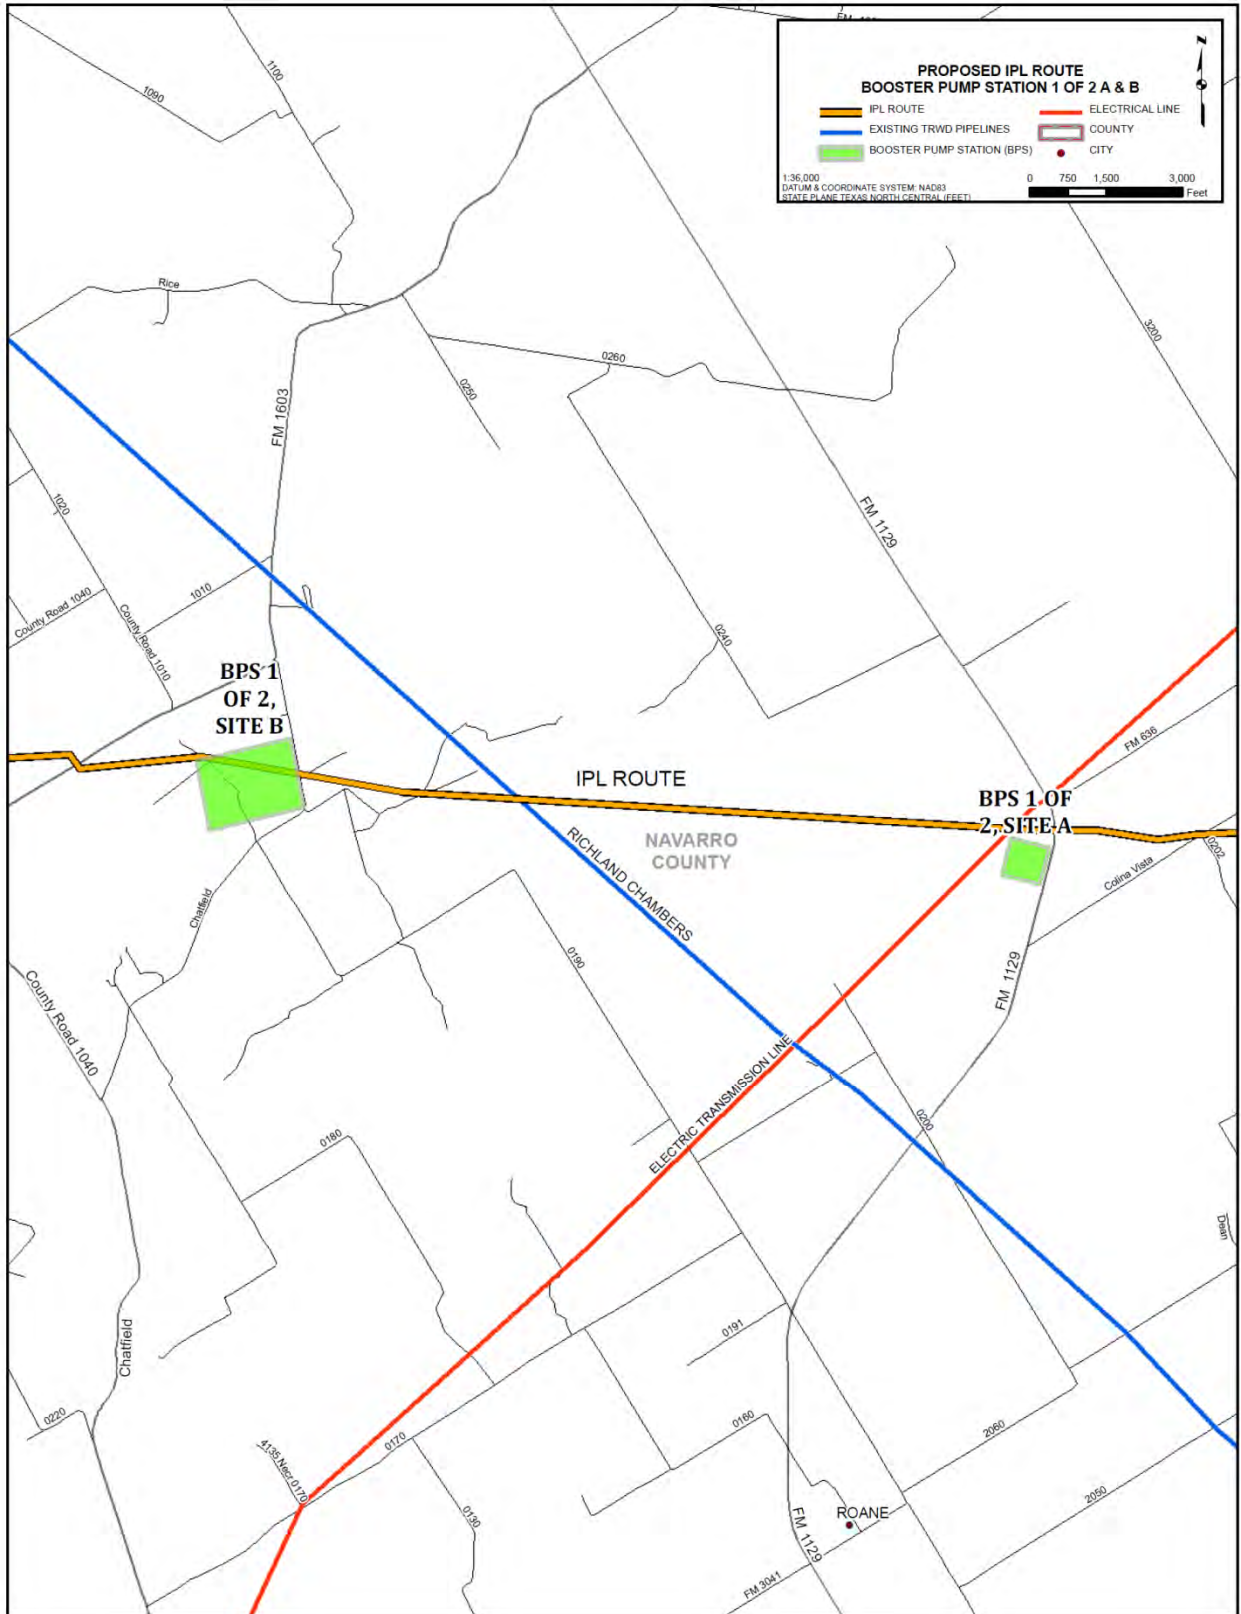 PROPOSED IPL ROUTE
BOOSTER PUMP STATION 1 OF 2 A & B
IPL ROUTE
ELECTRICAL LINE
EXISTING TRWD PIPELINES
COUNTY
BOOSTER PUMP STATION (BPS)
CITY
1:36,000
DATUM & COORDINATE SYSTEM: NAD83
STATE PLANE TEXAS NORTH CENTRAL (FEET)
0 750 1,500 3,000
Feet
N
1100
1090
Rice
3200
0260
0250
FM 1603
1020
FM 1129
1010
County Road 1040
County Road 1010
0240
BPS 1
OF 2,
SITE B
FM 636
IPL ROUTE
BPS 1 OF
2, SITE A
NAVARRO
COUNTY
RICHLAND CHAMBERS
0202
Colina Vista
Chatfield
0190
FM 1129
County Road 1040
ELECTRIC TRANSMISSION LINE
0200
0180
Dean
0191
Chatfield
0220
0160
0170
4135 Necr 0170
2060
2050
0130
ROANE
FM 1129
FM 3041